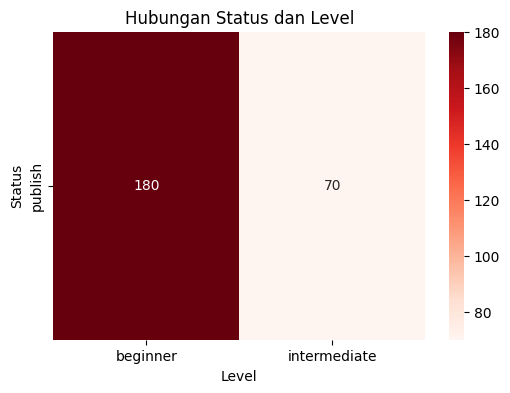 Hubungan Status dan Level
180
160
140
120
100
80
Status
publish
180
70
beginner
intermediate
Level